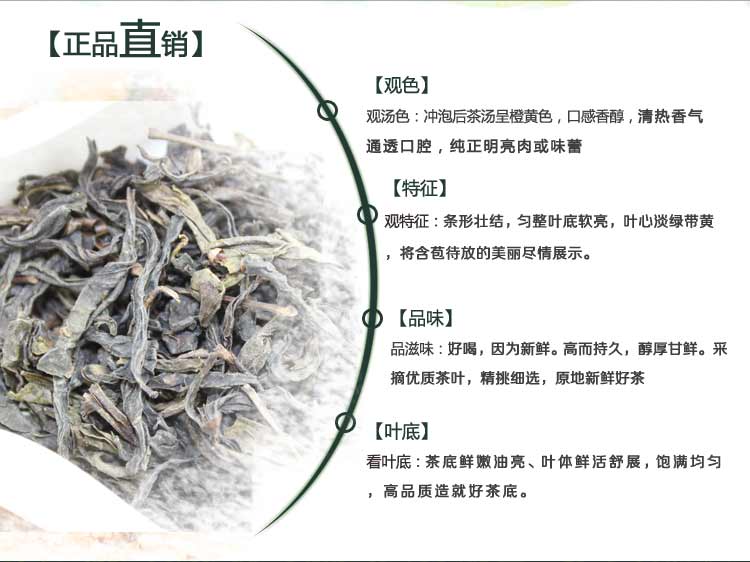 【正品直销】
【观色】
观汤色：冲泡后茶汤呈橙黄色，口感香醇，清热香气
通透口腔，纯正明亮肉或味蕾
【特征】
观特征：条形壮结，匀整叶底软亮，叶心淡绿带黄
，将含苞待放的美丽尽情展示。
【品味】
品滋味：好喝，因为新鲜。高而持久，醇厚甘鲜。采
摘优质茶叶，精挑细选，原地新鲜好茶
【叶底】
看叶底：茶底鲜嫩油亮、叶体鲜活舒展，饱满均匀
，高品质造就好茶底。